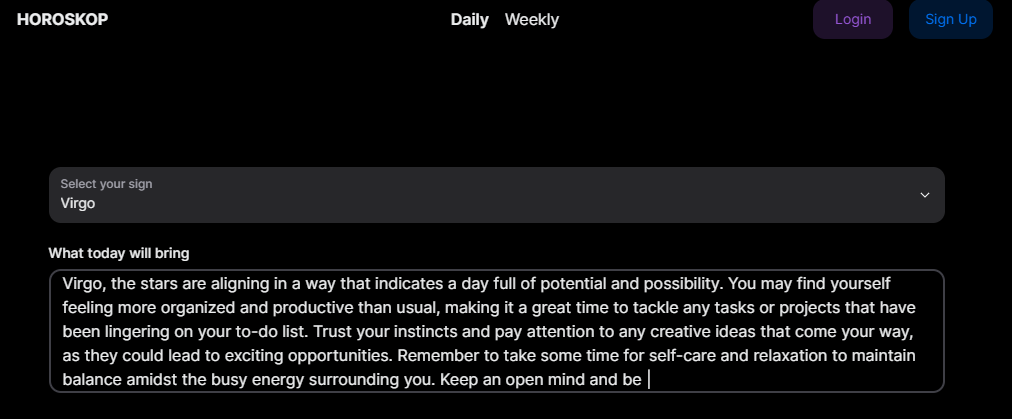 HOROSKOP
Daily Weekly
Login
Sign Up
Select your sign
Virgo
What today will bring
Virgo, the stars are aligning in a way that indicates a day full of potential and possibility. You may find yourself
feeling more organized and productive than usual, making it a great time to tackle any tasks or projects that have
been lingering on your to-do list. Trust your instincts and pay attention to any creative ideas that come your way,
as they could lead to exciting opportunities. Remember to take some time for self-care and relaxation to maintain
balance amidst the busy energy surrounding you. Keep an open mind and be